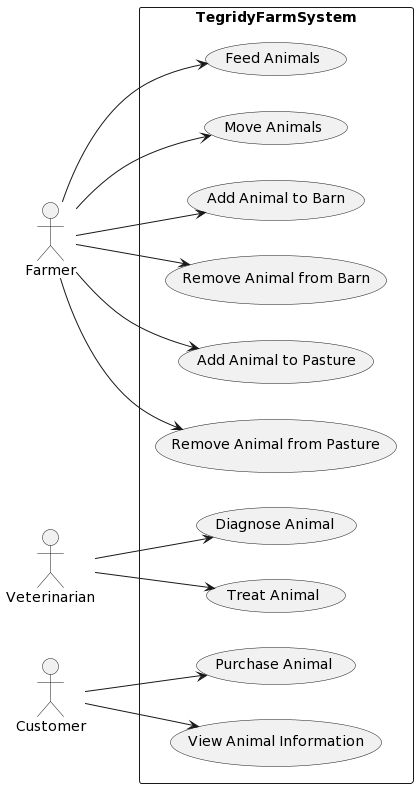 TegridyFarmSystem
Feed Animals
Move Animals
Add Animal to Barn
Farmer
Remove Animal from Barn
Add Animal to Pasture
Remove Animal from Pasture
Diagnose Animal
Veterinarian
Treat Animal
Purchase Animal
Customer
View Animal Information